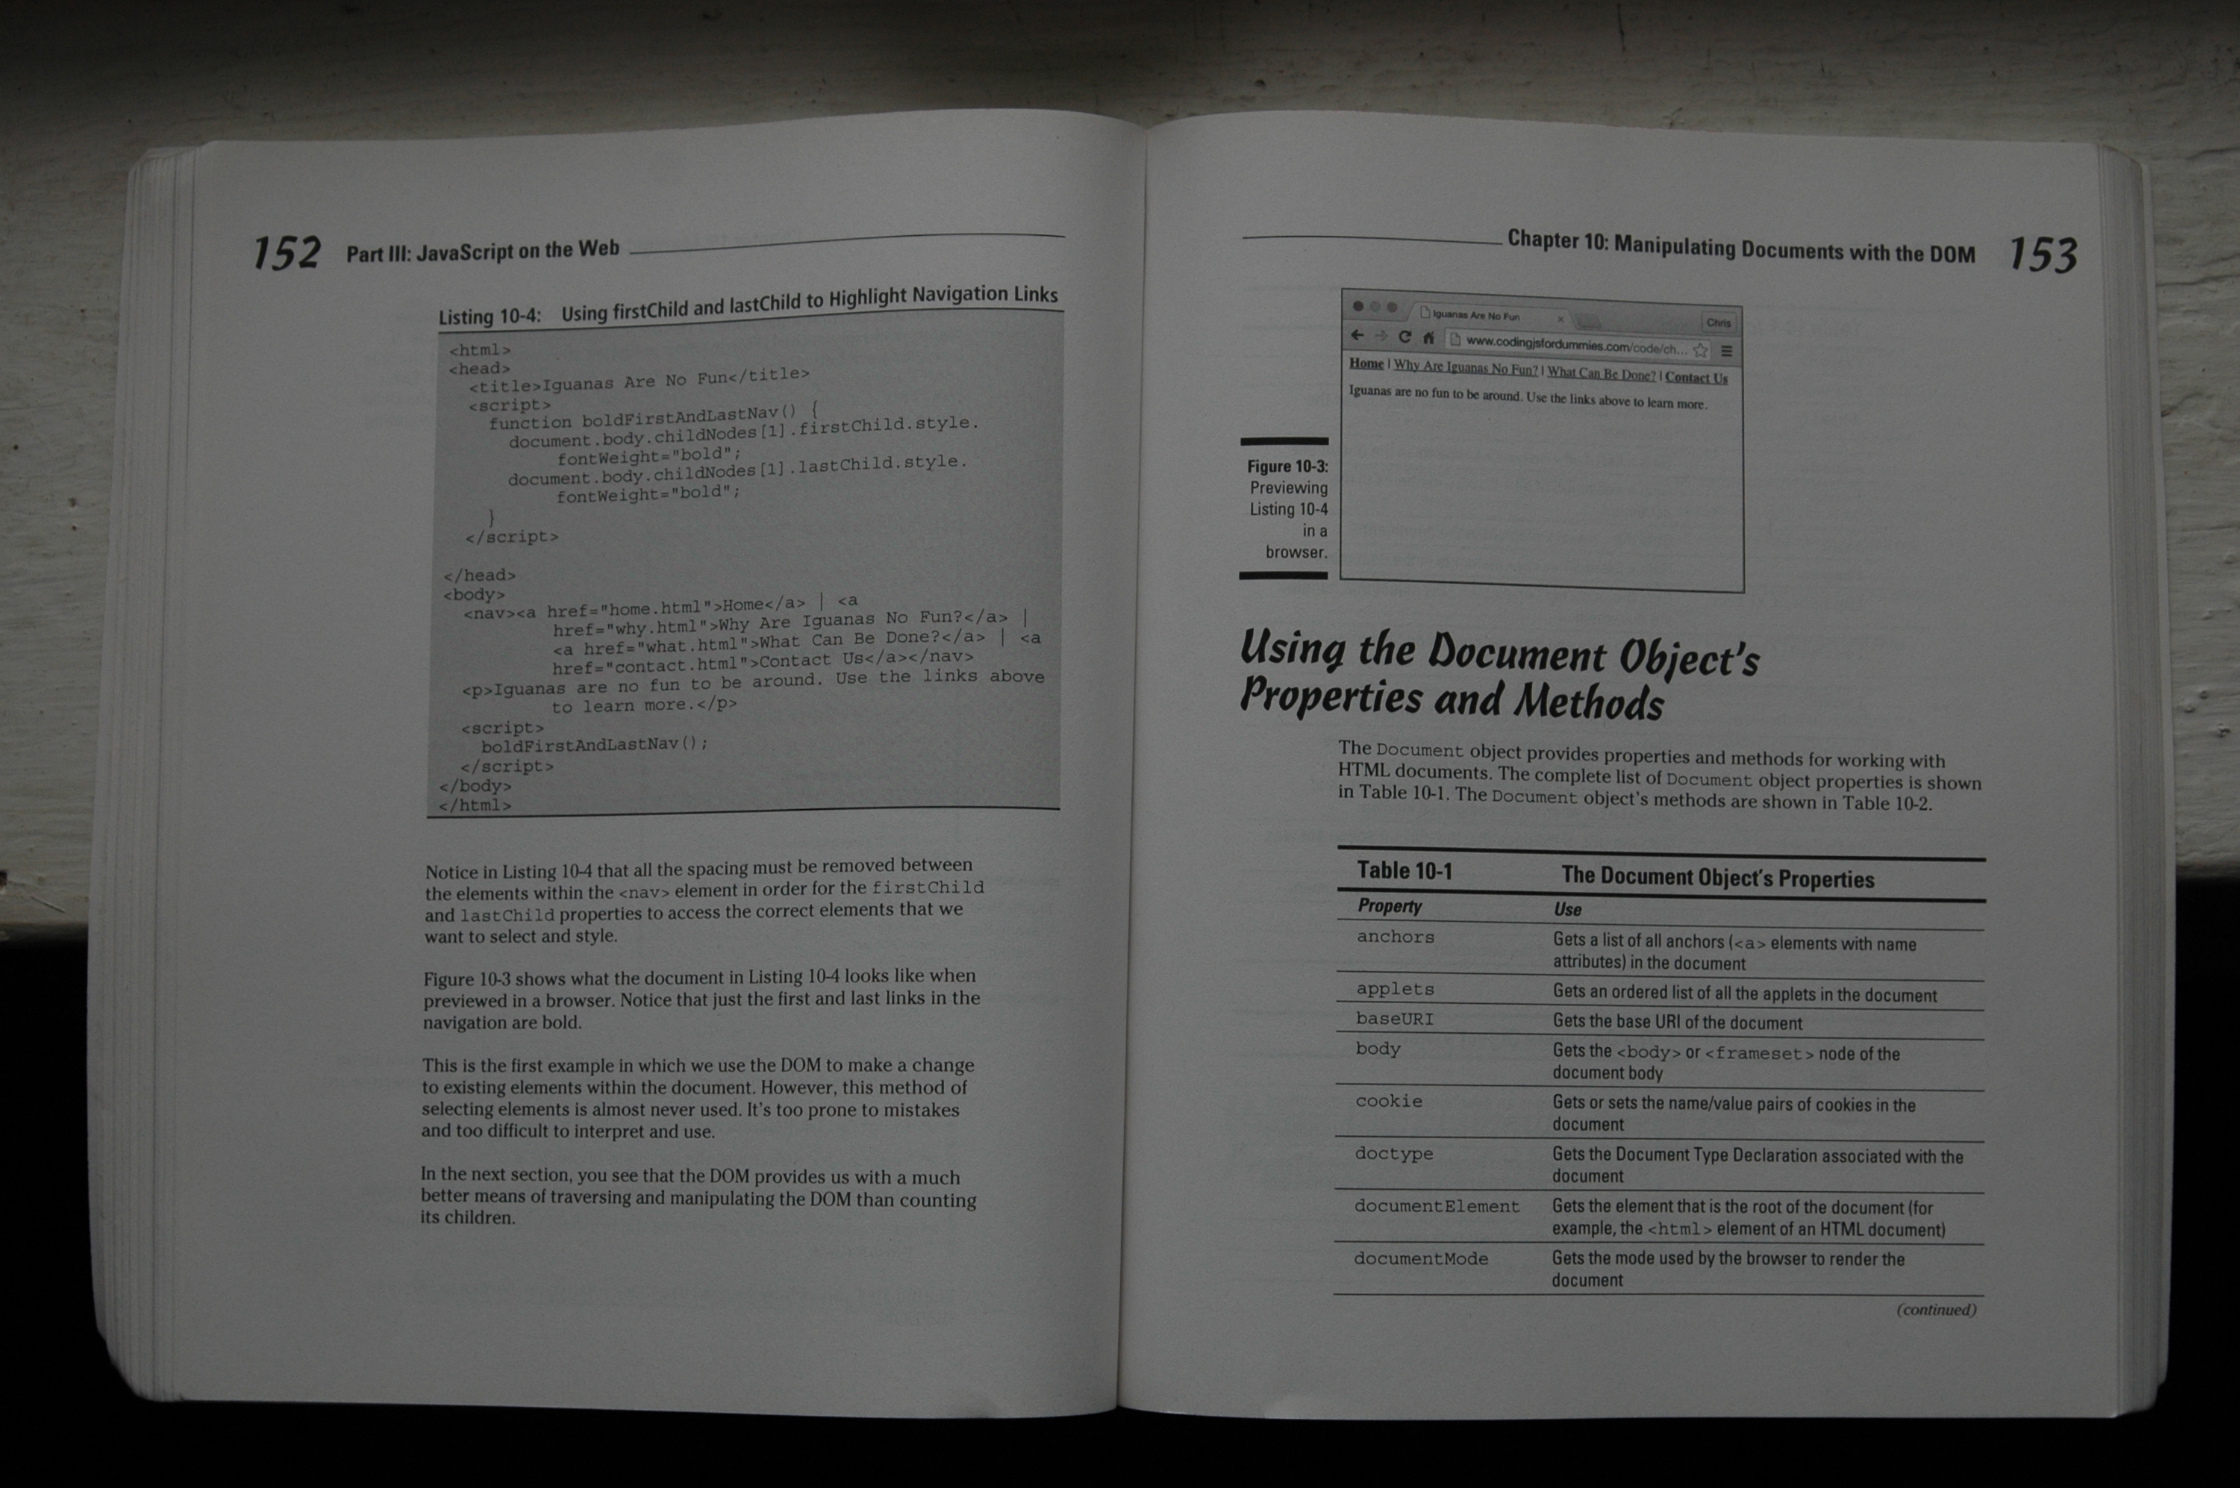 152 Part III: JavaScript on the Web
Listing 10-4: Using firstChild and lastChild to Highlight Navigation Links
<html>
<head>
<title>Iguanas Are No Fun</title>
<script>
function boldFirstAndLastNav() {
document.body.childNodes[1].firstChild.style.
fontWeight="bold";
document.body.childNodes[1].lastChild.style.
fontWeight="bold";
}
</script>
</head>
<body>
<nav><a href="home.html">Home</a> | <a
href="why.html">Why Are Iguanas No Fun?</a> |
<a href="what.html">What Can Be Done?</a> | <a
href="contact.html">Contact Us</a></nav>
<p>Iguanas are no fun to be around. Use the links above
to learn more.</p>
<script>
boldFirstAndLastNav();
</script>
</body>
</html>
Notice in Listing 10-4 that all the spacing must be removed between
the elements within the <nav> element in order for the firstChild
and lastChild properties to access the correct elements that we
want to select and style.
Figure 10-3 shows what the document in Listing 10-4 looks like when
previewed in a browser. Notice that just the first and last links in the
navigation are bold.
This is the first example in which we use the DOM to make a change
to existing elements within the document. However, this method of
selecting elements is almost never used. It's too prone to mistakes
and too difficult to interpret and use.
In the next section, you see that the DOM provides us with a much
better means of traversing and manipulating the DOM than counting
its children.
Chapter 10: Manipulating Documents with the DOM 153
Iguanas Are No Fun x Chris
www.codingjsfordummies.com/code/ch...
Home | Why Are Iguanas No Fun? | What Can Be Done? | Contact Us
Iguanas are no fun to be around. Use the links above to learn more.
Figure 10-3:
Previewing
Listing 10-4
in a
browser.
Using the Document Object's
Properties and Methods
The Document object provides properties and methods for working with
HTML documents. The complete list of Document object properties is shown
in Table 10-1. The Document object's methods are shown in Table 10-2.
Table 10-1 The Document Object's Properties
Property Use
anchors Gets a list of all anchors (<a> elements with name
attributes) in the document
applets Gets an ordered list of all the applets in the document
baseURI Gets the base URI of the document
body Gets the <body> or <frameset> node of the
document body
cookie Gets or sets the name/value pairs of cookies in the
document
doctype Gets the Document Type Declaration associated with the
document
documentElement Gets the element that is the root of the document (for
example, the <html> element of an HTML document)
documentMode Gets the mode used by the browser to render the
document
(continued)